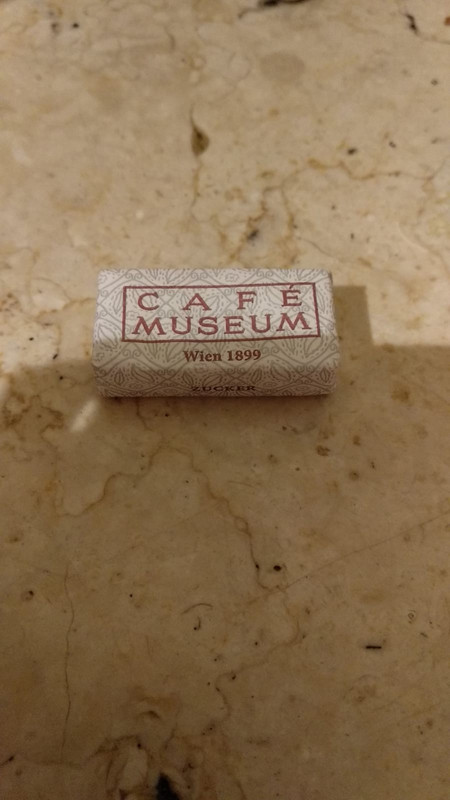 CAFÉ
MUSEUM
Wien 1899
ZUCKER